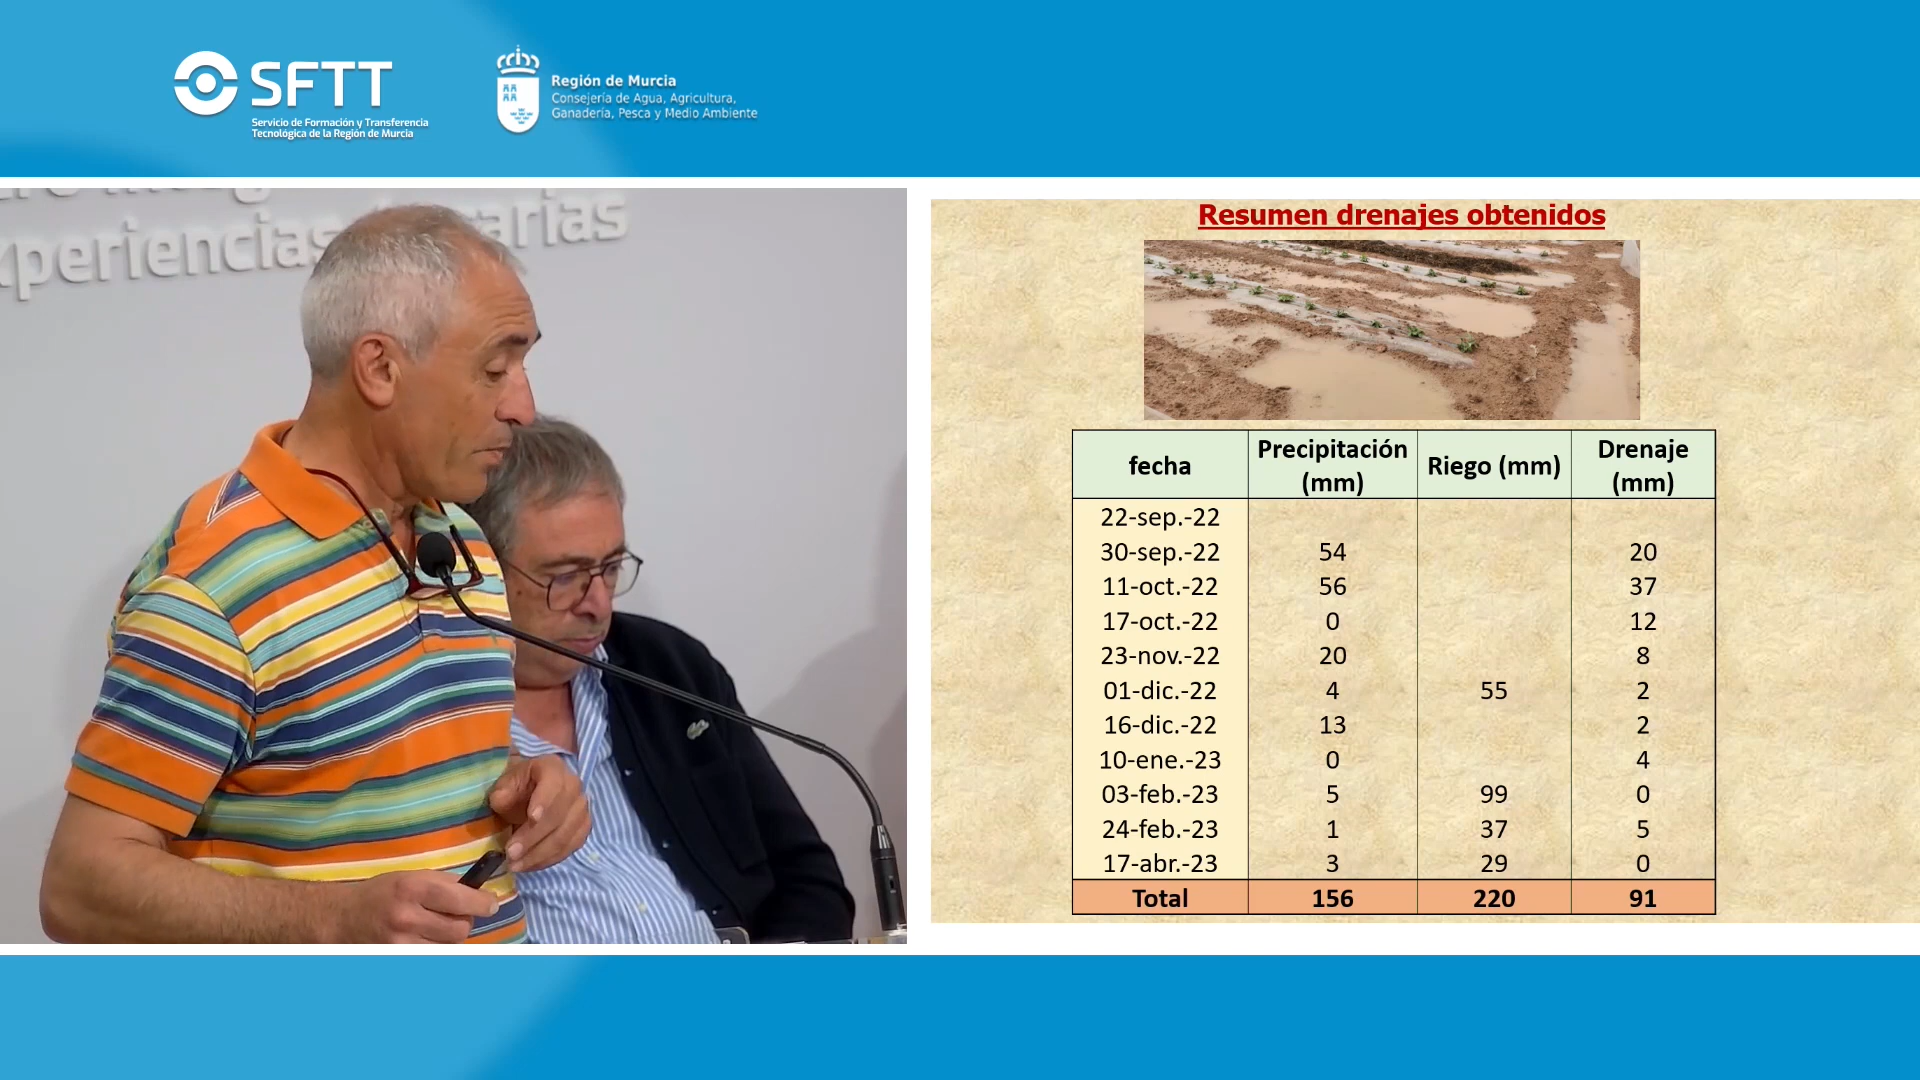 SFTT
Servicio de Formación y Transferencia
Tecnológica de la Región de Murcia
Región de Murcia
Consejería de Agua, Agricultura,
Ganadería, Pesca y Medio Ambiente
Resumen drenajes obtenidos
fecha Precipitación (mm) Riego (mm) Drenaje (mm)
22-sep.-22
30-sep.-22 54 20
11-oct.-22 56 37
17-oct.-22 0 12
23-nov.-22 20 8
01-dic.-22 4 55 2
16-dic.-22 13 2
10-ene.-23 0 4
03-feb.-23 5 99 0
24-feb.-23 1 37 5
17-abr.-23 3 29 0
Total 156 220 91